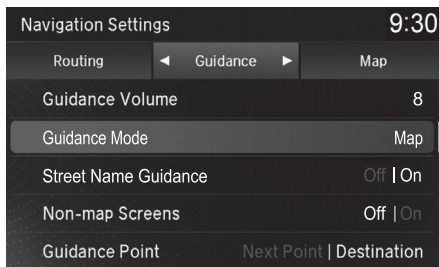 Navigation Settings 9:30
Routing ◄ Guidance ► Map
Guidance Volume 8
Guidance Mode Map
Street Name Guidance Off | On
Non-map Screens Off | On
Guidance Point Next Point | Destination